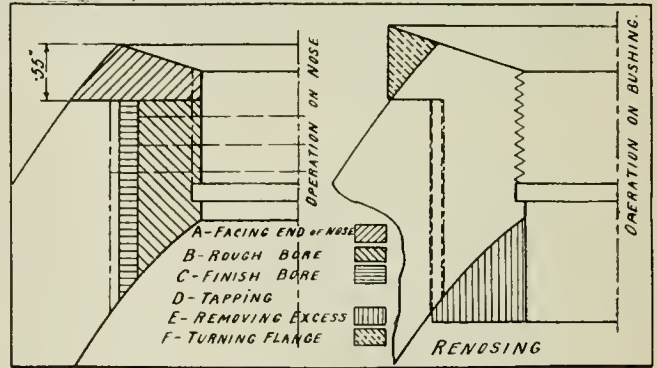 .55"
OPERATION ON NOSE
A-FACING END OF NOSE
B-ROUGH BORE
C-FINISH BORE
D-TAPPING
E-REMOVING EXCESS
F-TURNING FLANGE
RENOSING
OPERATION ON BUSHING.